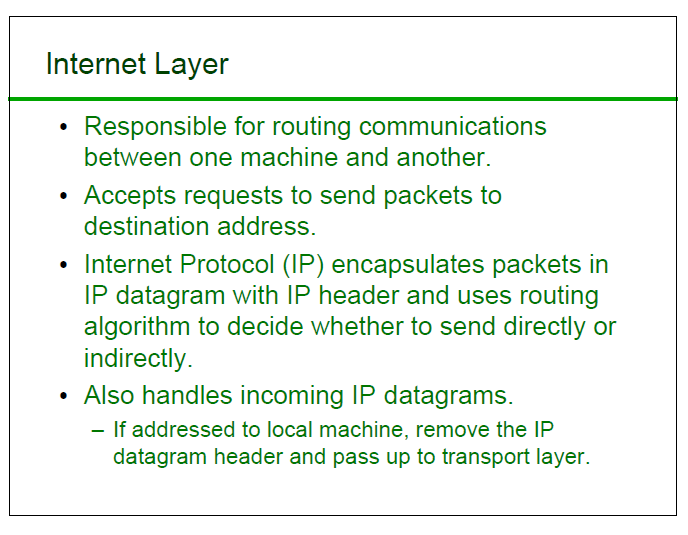 Internet Layer
• Responsible for routing communications
between one machine and another.
• Accepts requests to send packets to
destination address.
• Internet Protocol (IP) encapsulates packets in
IP datagram with IP header and uses routing
algorithm to decide whether to send directly or
indirectly.
• Also handles incoming IP datagrams.
– If addressed to local machine, remove the IP
datagram header and pass up to transport layer.